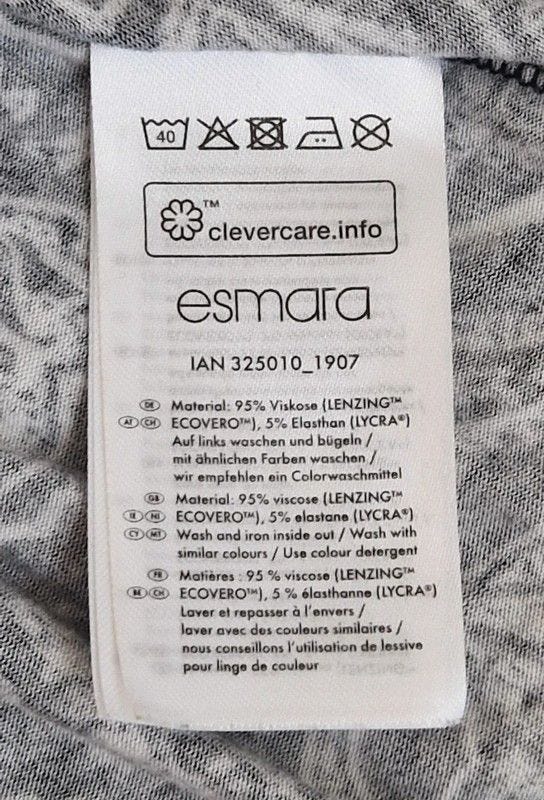 40
™
clevercare.info
esmara
IAN 325010_1907
DE Material: 95% Viskose (LENZING™
AT CH ECOVERO™), 5% Elasthan (LYCRA®)
Auf links waschen und bügeln /
mit ähnlichen Farben waschen /
wir empfehlen ein Colorwaschmittel
GB Material: 95% viscose (LENZING™
IE NI ECOVERO™), 5% elastane (LYCRA®)
CY MT Wash and iron inside out / Wash with
similar colours / Use colour detergent
FR Matières : 95 % viscose (LENZING™
BE CH ECOVERO™), 5 % élasthanne (LYCRA®)
Laver et repasser à l'envers /
laver avec des couleurs similaires /
nous conseillons l'utilisation de lessive
pour linge de couleur